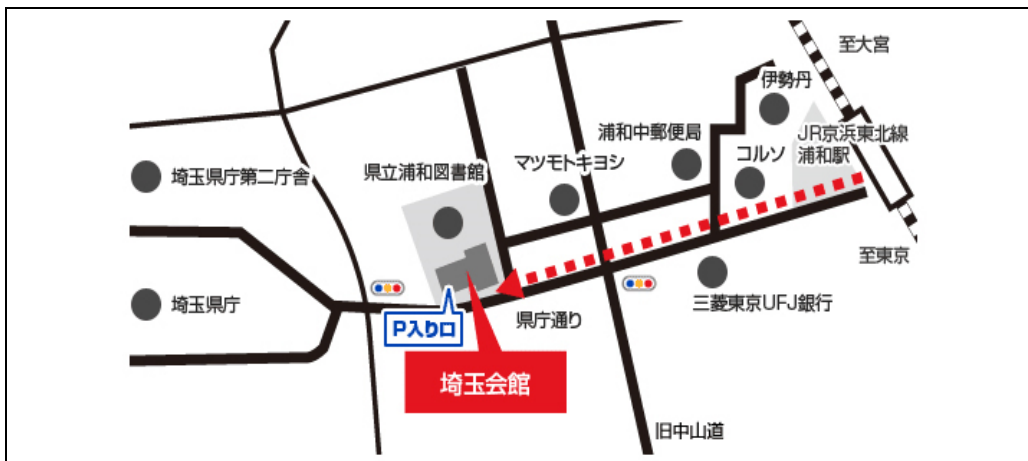 至大宮
伊勢丹
JR京浜東北線
浦和駅
浦和中郵便局
コルソ
マツモトキヨシ
県立浦和図書館
埼玉県庁第二庁舎
至東京
埼玉県庁
三菱東京UFJ銀行
県庁通り
P入り口
埼玉会館
旧中山道